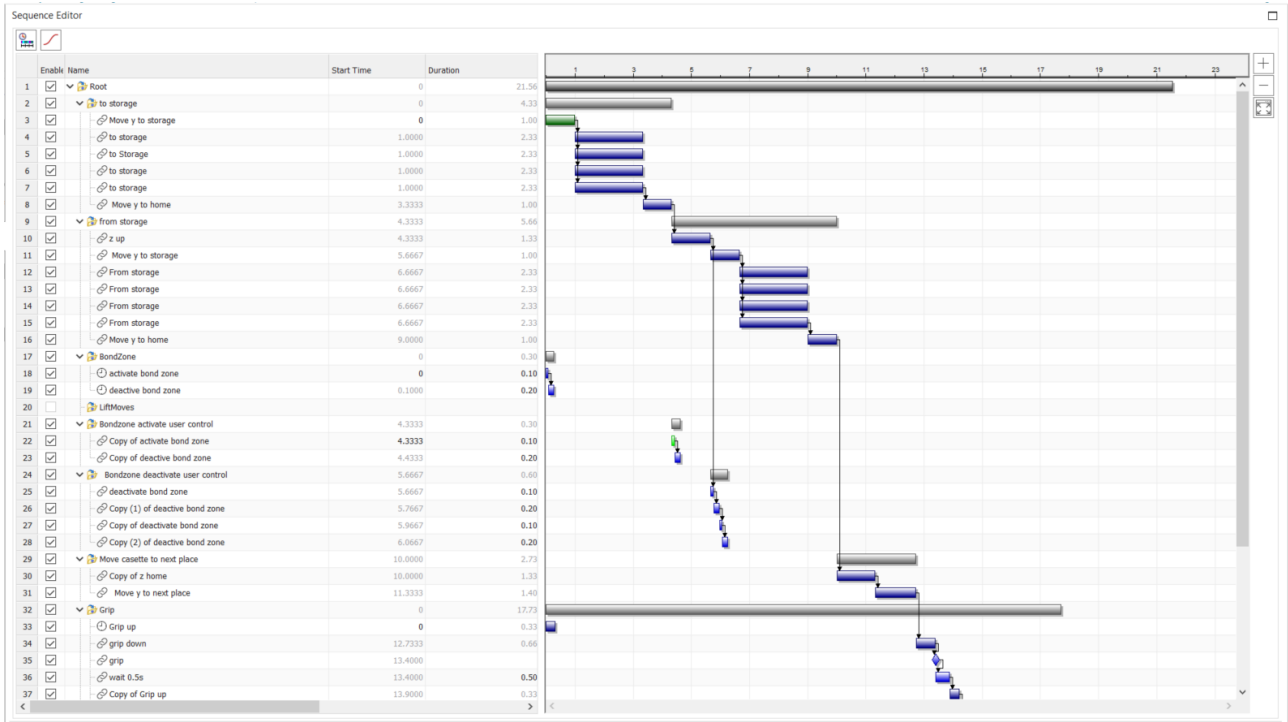 Sequence Editor
Enable Name Start Time Duration 1 3 5 7 9 11 13 15 17 19 21 23
1 Root 0 21.56
2 to storage 0 4.33
3 Move y to storage 0 1.00
4 to storage 1.0000 2.33
5 to Storage 1.0000 2.33
6 to storage 1.0000 2.33
7 to storage 1.0000 2.33
8 Move y to home 3.3333 1.00
9 from storage 4.3333 5.66
10 z up 4.3333 1.33
11 Move y to storage 5.6667 1.00
12 From storage 6.6667 2.33
13 From storage 6.6667 2.33
14 From storage 6.6667 2.33
15 From storage 6.6667 2.33
16 Move y to home 9.0000 1.00
17 BondZone 0 0.30
18 activate bond zone 0 0.10
19 deactive bond zone 0.1000 0.20
20 LiftMoves
21 Bondzone activate user control 4.3333 0.30
22 Copy of activate bond zone 4.3333 0.10
23 Copy of deactive bond zone 4.4333 0.20
24 Bondzone deactivate user control 5.6667 0.60
25 deactivate bond zone 5.6667 0.10
26 Copy (1) of deactive bond zone 5.7667 0.20
27 Copy of deactivate bond zone 5.9667 0.10
28 Copy (2) of deactive bond zone 6.0667 0.20
29 Move casette to next place 10.0000 2.73
30 Copy of z home 10.0000 1.33
31 Move y to next place 11.3333 1.40
32 Grip 0 17.73
33 Grip up 0 0.33
34 grip down 12.7333 0.66
35 grip 13.4000
36 wait 0.5s 13.4000 0.50
37 Copy of Grip up 13.9000 0.33